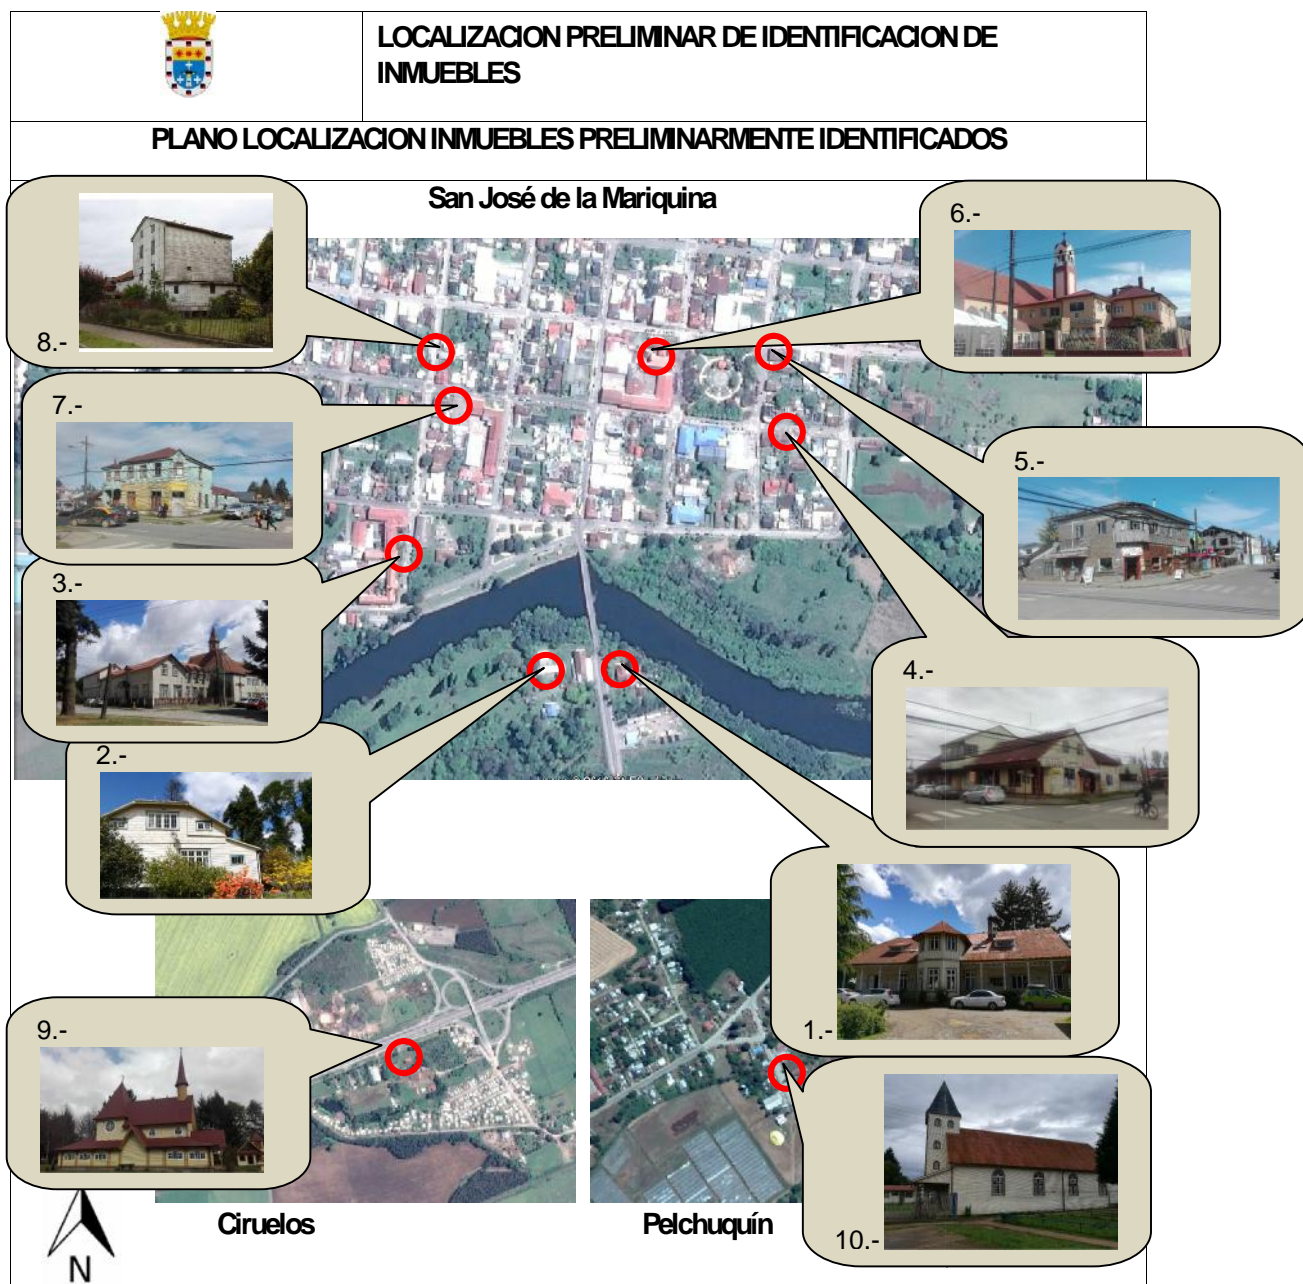 LOCALIZACION PRELIMINAR DE IDENTIFICACION DE
INMUEBLES
PLANO LOCALIZACION INMUEBLES PRELIMINARMENTE IDENTIFICADOS
San José de la Mariquina
8.-
6.-
7.-
5.-
3.-
4.-
2.-
1.-
9.-
10.-
Ciruelos
Pelchuquín
N